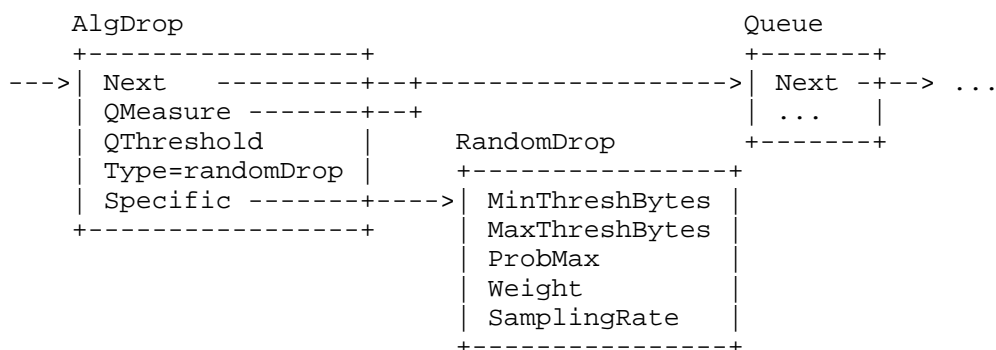 AlgDrop                                     Queue
    +-----------------+                         +-------+
--->| Next   ---------+--+-------------------->| Next -+--> ...
    | QMeasure -------+--+                      | ...   |
    | QThreshold      |     RandomDrop          +-------+
    | Type=randomDrop |     +----------------+
    | Specific -------+---->| MinThreshBytes |
    +-----------------+     | MaxThreshBytes |
                            | ProbMax        |
                            | Weight         |
                            | SamplingRate   |
                            +----------------+